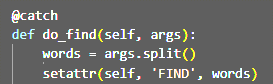 @catch
def do_find(self, args):
words = args.split()
setattr(self, 'FIND', words)